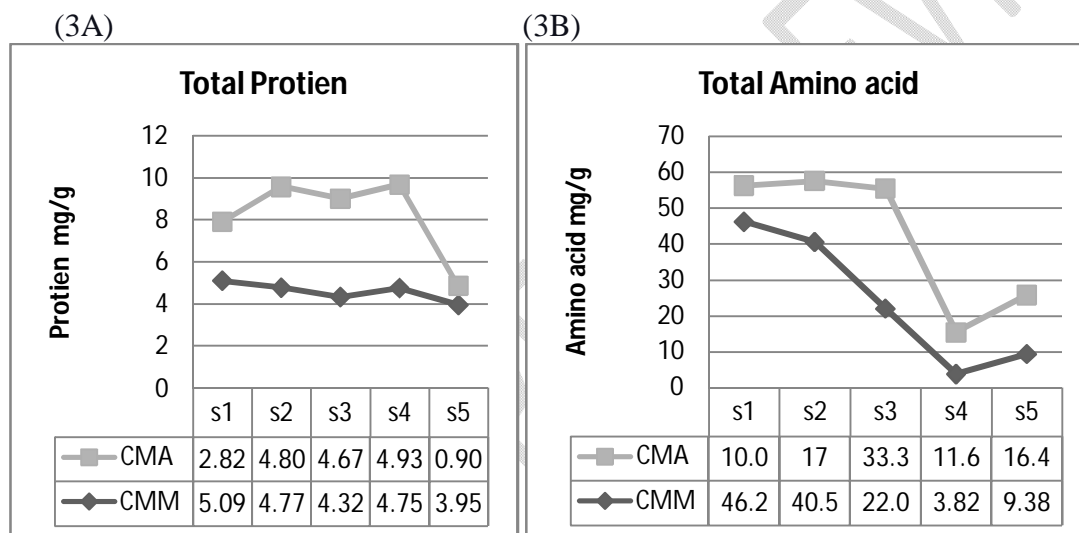 (3A)
Total Protien
Protien mg/g
12
10
8
6
4
2
0
s1 s2 s3 s4 s5
CMA 2.82 4.80 4.67 4.93 0.90
CMM 5.09 4.77 4.32 4.75 3.95
(3B)
Total Amino acid
Amino acid mg/g
70
60
50
40
30
20
10
0
s1 s2 s3 s4 s5
CMA 10.0 17 33.3 11.6 16.4
CMM 46.2 40.5 22.0 3.82 9.38